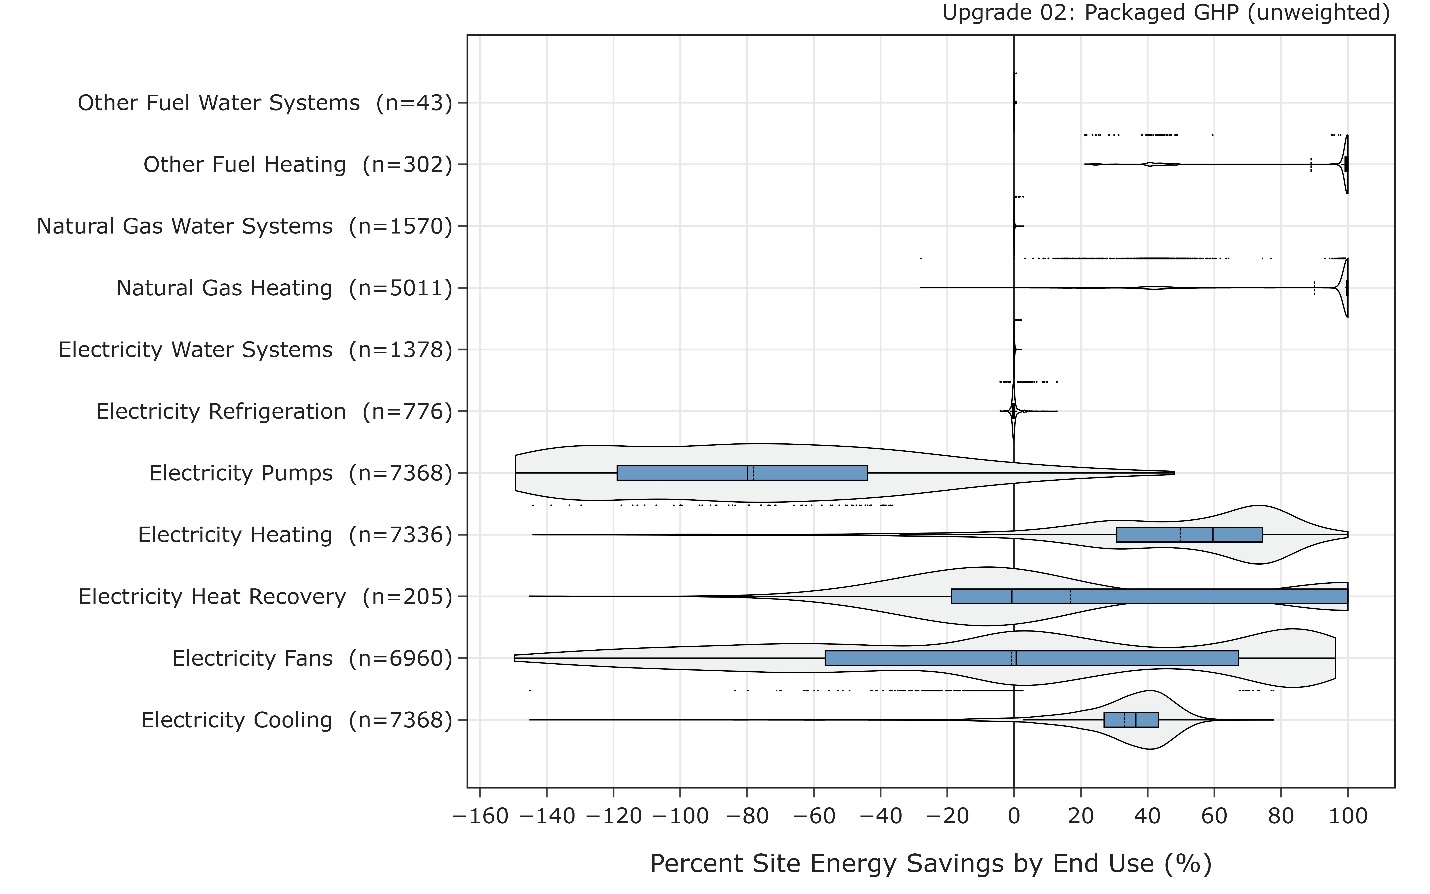 Upgrade 02: Packaged GHP (unweighted)
Other Fuel Water Systems (n=43)
Other Fuel Heating (n=302)
Natural Gas Water Systems (n=1570)
Natural Gas Heating (n=5011)
Electricity Water Systems (n=1378)
Electricity Refrigeration (n=776)
Electricity Pumps (n=7368)
Electricity Heating (n=7336)
Electricity Heat Recovery (n=205)
Electricity Fans (n=6960)
Electricity Cooling (n=7368)
−160 −140 −120 −100 −80 −60 −40 −20 0 20 40 60 80 100
Percent Site Energy Savings by End Use (%)